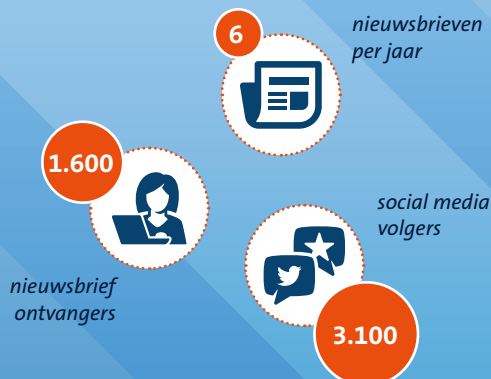 6
nieuwsbrieven
per jaar
1.600
nieuwsbrief
ontvangers
social media
volgers
3.100